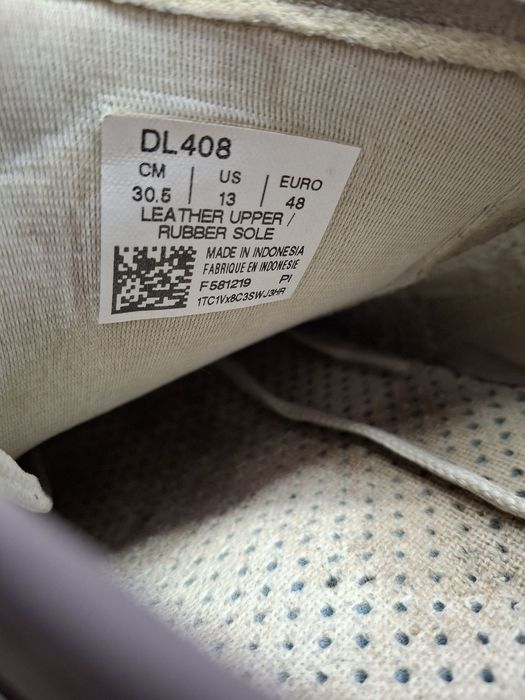 DL408
CM | US | EURO
30.5 | 13 | 48
LEATHER UPPER /
RUBBER SOLE
MADE IN INDONESIA
FABRIQUE EN INDONESIE
F581219 PI
1TC1Vx8C3SWJ3HR